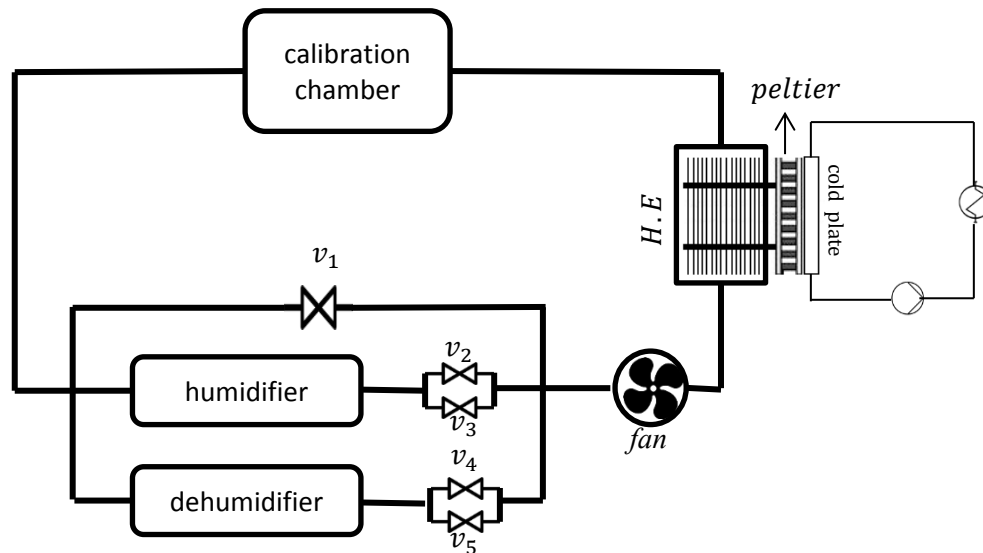 calibration
chamber
peltier
H.E
cold plate
v₁
v₂
humidifier
v₃
fan
v₄
dehumidifier
v₅